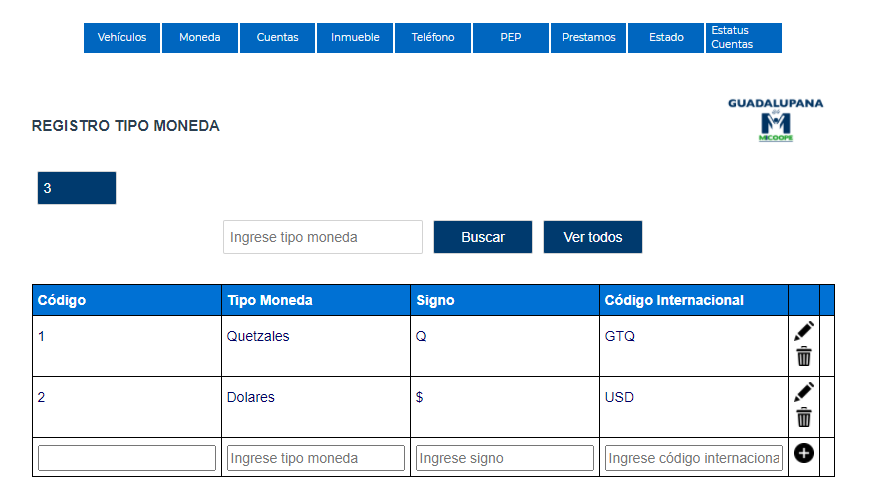 Vehículos Moneda Cuentas Inmueble Teléfono PEP Prestamos Estado Estatus Cuentas
GUADALUPANA
MICOOPE
REGISTRO TIPO MONEDA
3
Ingrese tipo moneda Buscar Ver todos
Código Tipo Moneda Signo Código Internacional
1 Quetzales Q GTQ
2 Dolares $ USD
Ingrese tipo moneda Ingrese signo Ingrese código internaciona